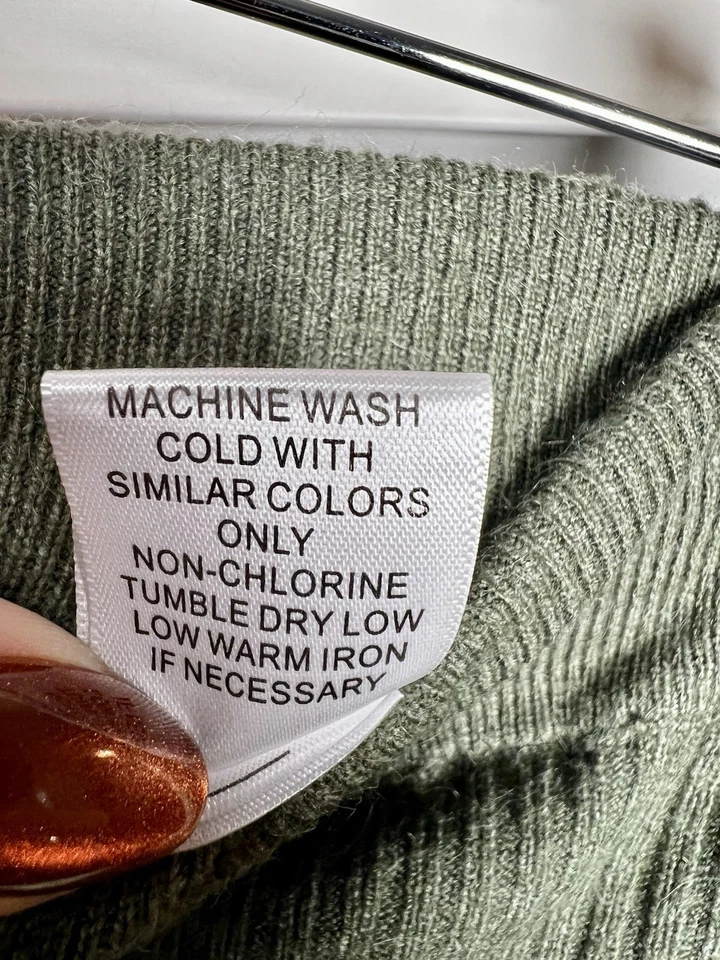 MACHINE WASH
COLD WITH
SIMILAR COLORS
ONLY
NON-CHLORINE
TUMBLE DRY LOW
LOW WARM IRON
IF NECESSARY